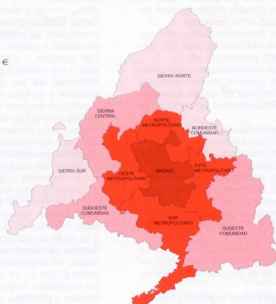 €
SIERRA NORTE
SIERRA
CENTRAL
NORTE
METROPOLITANO
NORDESTE
COMUNIDAD
SIERRA SUR
OESTE
METROPOLITANO
MADRID
ESTE
METROPOLITANO
SUDOESTE
COMUNIDAD
SUR
METROPOLITANO
SUDESTE
COMUNIDAD